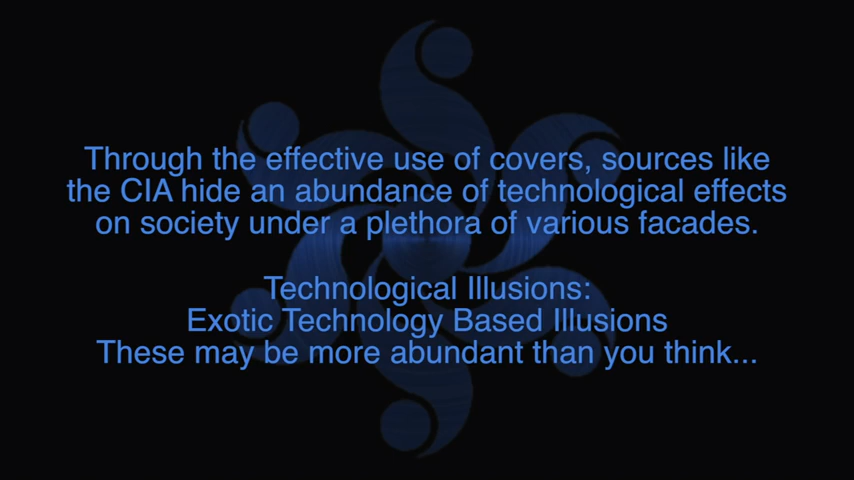 Through the effective use of covers, sources like
the CIA hide an abundance of technological effects
on society under a plethora of various facades.
Technological Illusions:
Exotic Technology Based Illusions
These may be more abundant than you think...